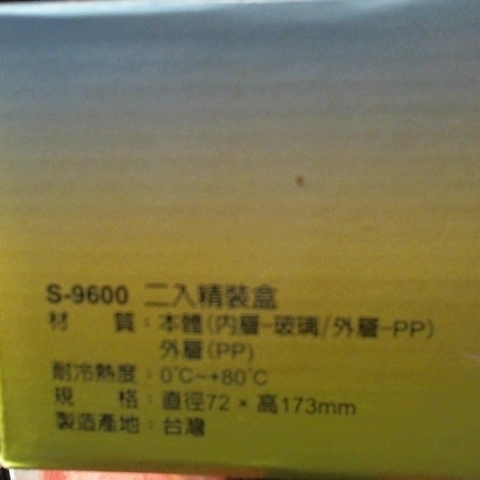 S-9600 二入精裝盒
材　質：本體(內層-玻璃/外層-PP)
外層(PP)
耐冷熱度：0℃~+80℃
規　格：直徑72×高173mm
製造產地：台灣